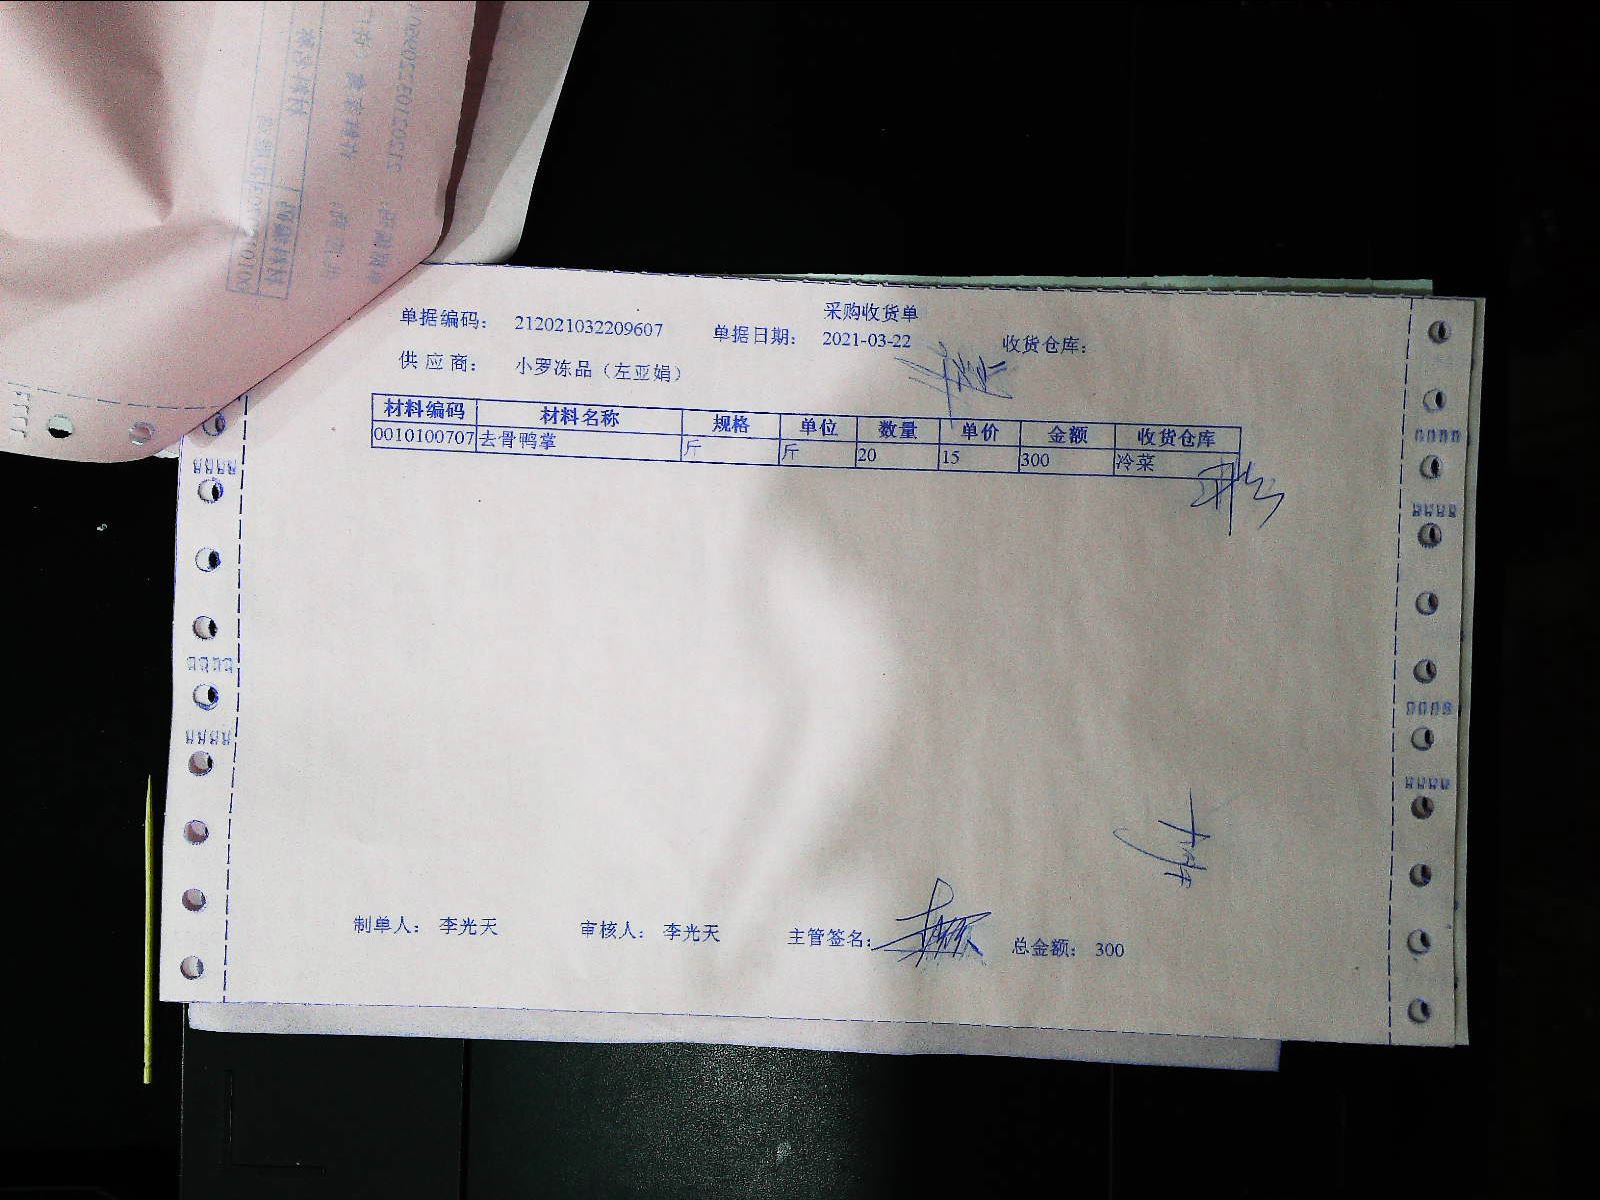 采购收货单
单据编码： 212021032209607 单据日期： 2021-03-22 收货仓库：
供 应 商： 小罗冻品（左亚娟）
材料编码 材料名称 规格 单位 数量 单价 金额 收货仓库
0010100707 去骨鸭掌 斤 斤 20 15 300 冷菜
制单人： 李光天 审核人： 李光天 主管签名： 总金额： 300